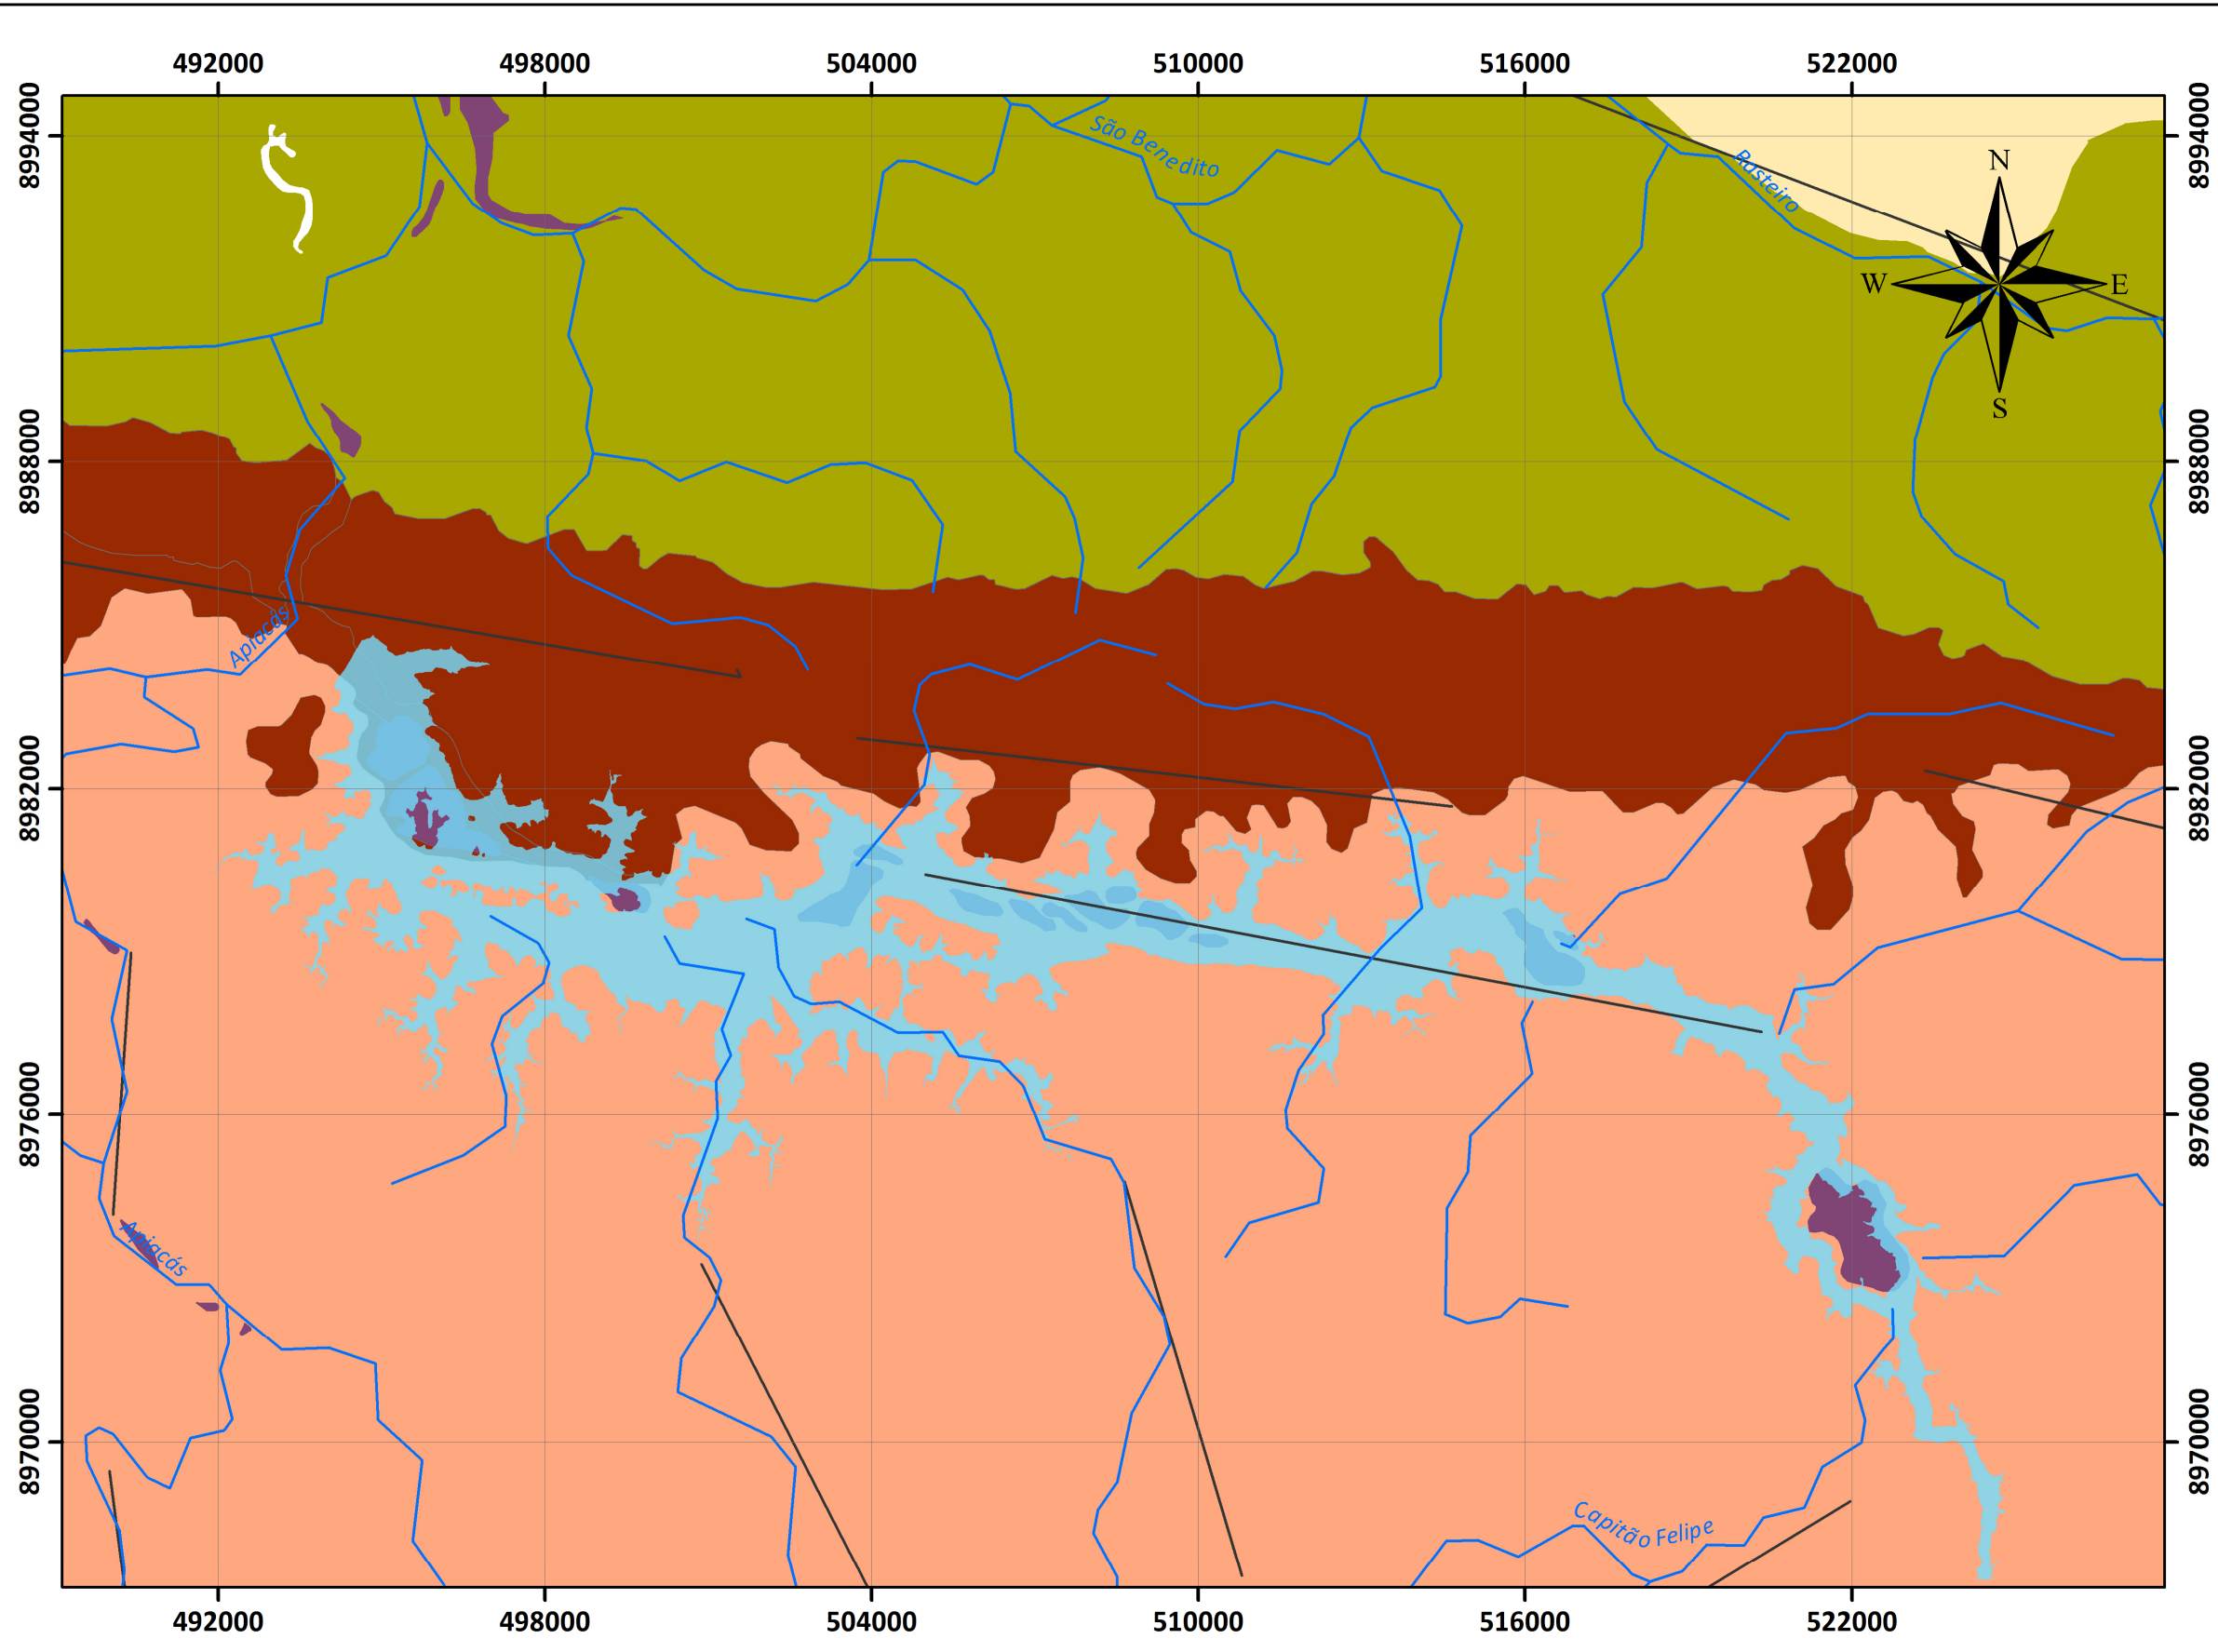 492000 498000 504000 510000 516000 522000
8994000 8994000
São Benedito
Rasteiro
N
W E
S
8988000 8988000
Apiacás
8982000 8982000
8976000 8976000
Apiacás
8970000 8970000
Capitão Felipe
492000 498000 504000 510000 516000 522000